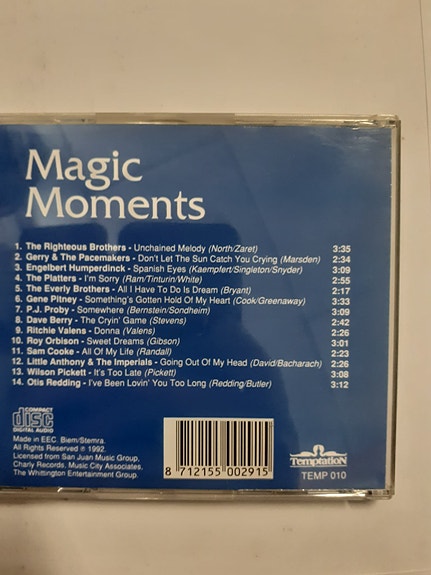 Magic
Moments
1. The Righteous Brothers - Unchained Melody (North/Zaret) 3:35
2. Gerry & The Pacemakers - Don't Let The Sun Catch You Crying (Marsden) 2:34
3. Engelbert Humperdinck - Spanish Eyes (Kaempfert/Singleton/Snyder) 3:09
4. The Platters - I'm Sorry (Ram/Tinturin/White) 2:55
5. The Everly Brothers - All I Have To Do Is Dream (Bryant) 2:17
6. Gene Pitney - Something's Gotten Hold Of My Heart (Cook/Greenaway) 3:33
7. P.J. Proby - Somewhere (Bernstein/Sondheim) 3:09
8. Dave Berry - The Cryin' Game (Stevens) 2:42
9. Ritchie Valens - Donna (Valens) 2:26
10. Roy Orbison - Sweet Dreams (Gibson) 3:01
11. Sam Cooke - All Of My Life (Randall) 2:23
12. Little Anthony & The Imperials - Going Out Of My Head (David/Bacharach) 2:26
13. Wilson Pickett - It's Too Late (Pickett) 3:08
14. Otis Redding - I've Been Lovin' You Too Long (Redding/Butler) 3:12
COMPACT
disc
DIGITAL AUDIO
Made in EEC. Biem/Stemra.
All Rights Reserved ℗ 1992.
Licensed from San Juan Music Group,
Charly Records, Music City Associates,
The Whittington Entertainment Group.
8 712155 002915
Temptation
TEMP 010